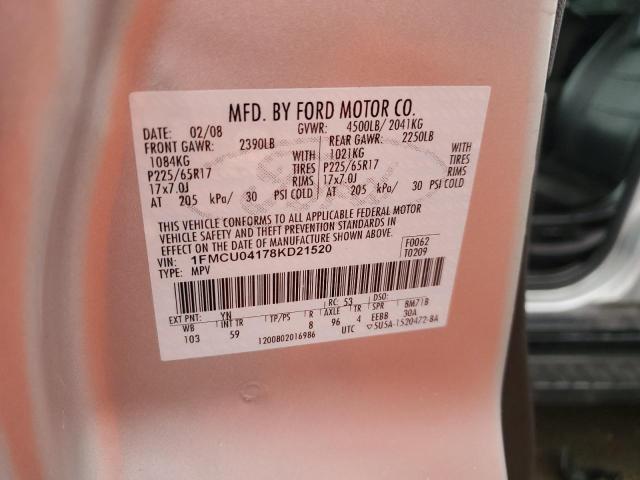 MFD. BY FORD MOTOR CO.
DATE: 02/08 GVWR: 4500LB/ 2041KG
FRONT GAWR: 2390LB REAR GAWR: 2250LB
1084KG WITH 1021KG WITH
P225/65R17 TIRES P225/65R17 TIRES
17x7.0J RIMS 17x7.0J RIMS
AT 205 kPa/ 30 PSI COLD AT 205 kPa/ 30 PSI COLD
THIS VEHICLE CONFORMS TO ALL APPLICABLE FEDERAL MOTOR
VEHICLE SAFETY AND THEFT PREVENTION STANDARDS IN
EFFECT ON THE DATE OF MANUFACTURE SHOWN ABOVE.
VIN: 1FMCU04178KD21520 F0062
TYPE: MPV T0209
EXT PNT: YN RC: 53 DSO:
WB INT TR TP/PS R AXLE TR SPR BM71B
103 59 8 96 4 EEBB 30A
1200802016986 UTC ▽5U5A-1520472-BA